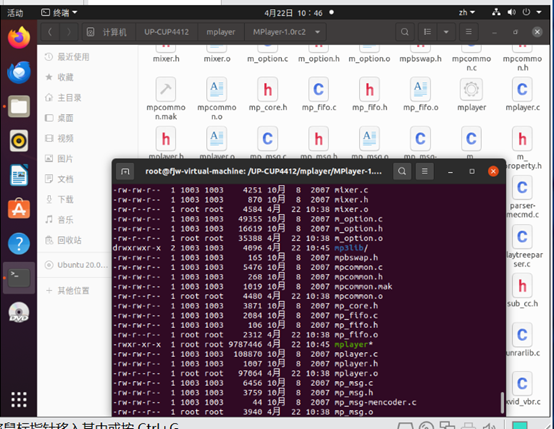 活动
终端
4月22日 10:46
zh
计算机
UP-CUP4412
mplayer
MPlayer-1.0rc2
最近使用
收藏
主目录
桌面
视频
图片
文档
下载
音乐
回收站
Ubuntu 20.0...
其他位置
mixer.h
mixer.o
m_option.c
m_option.h
m_option.o
mpbswap.h
mpcommon.c
mpcommon.h
mpcommon.mak
mpcommon.o
mp_core.h
mp_fifo.c
mp_fifo.h
mp_fifo.o
mplayer
mplayer.c
mplayer.h
mplayer.o
mp_msg.c
mp_msg.h
m_property.h
parser-mecmd.c
playtreeparser.c
sub_cc.h
unrarlib.c
xvid_vbr.c
root@fjw-virtual-machine: /UP-CUP4412/mplayer/MPlayer-1....
-rw-rw-r-- 1 1003 1003 4251 10月 8 2007 mixer.c
-rw-rw-r-- 1 1003 1003 870 10月 8 2007 mixer.h
-rw-r--r-- 1 root root 4584 4月 22 10:38 mixer.o
-rw-rw-r-- 1 1003 1003 49355 10月 8 2007 m_option.c
-rw-rw-r-- 1 1003 1003 16619 10月 8 2007 m_option.h
-rw-r--r-- 1 root root 35388 4月 22 10:38 m_option.o
drwxrwxr-x 2 1003 1003 4096 4月 22 10:45 mp3lib/
-rw-rw-r-- 1 1003 1003 165 10月 8 2007 mpbswap.h
-rw-rw-r-- 1 1003 1003 5476 10月 8 2007 mpcommon.c
-rw-rw-r-- 1 1003 1003 268 10月 8 2007 mpcommon.h
-rw-rw-r-- 1 1003 1003 1019 10月 8 2007 mpcommon.mak
-rw-r--r-- 1 root root 4480 4月 22 10:38 mpcommon.o
-rw-rw-r-- 1 1003 1003 3871 10月 8 2007 mp_core.h
-rw-rw-r-- 1 1003 1003 2084 10月 8 2007 mp_fifo.c
-rw-rw-r-- 1 1003 1003 106 10月 8 2007 mp_fifo.h
-rw-r--r-- 1 root root 2312 4月 22 10:38 mp_fifo.o
-rwxr-xr-x 1 root root 9787446 4月 22 10:45 mplayer*
-rw-rw-r-- 1 1003 1003 108870 10月 8 2007 mplayer.c
-rw-rw-r-- 1 1003 1003 1007 10月 8 2007 mplayer.h
-rw-r--r-- 1 root root 97064 4月 22 10:38 mplayer.o
-rw-rw-r-- 1 1003 1003 6456 10月 8 2007 mp_msg.c
-rw-rw-r-- 1 1003 1003 3759 10月 8 2007 mp_msg.h
-rw-rw-r-- 1 1003 1003 44 10月 8 2007 mp_msg-mencoder.c
-rw-r--r-- 1 root root 3940 4月 22 10:38 mp_msg.o
鼠标指针移入其中或按 Ctrl+G